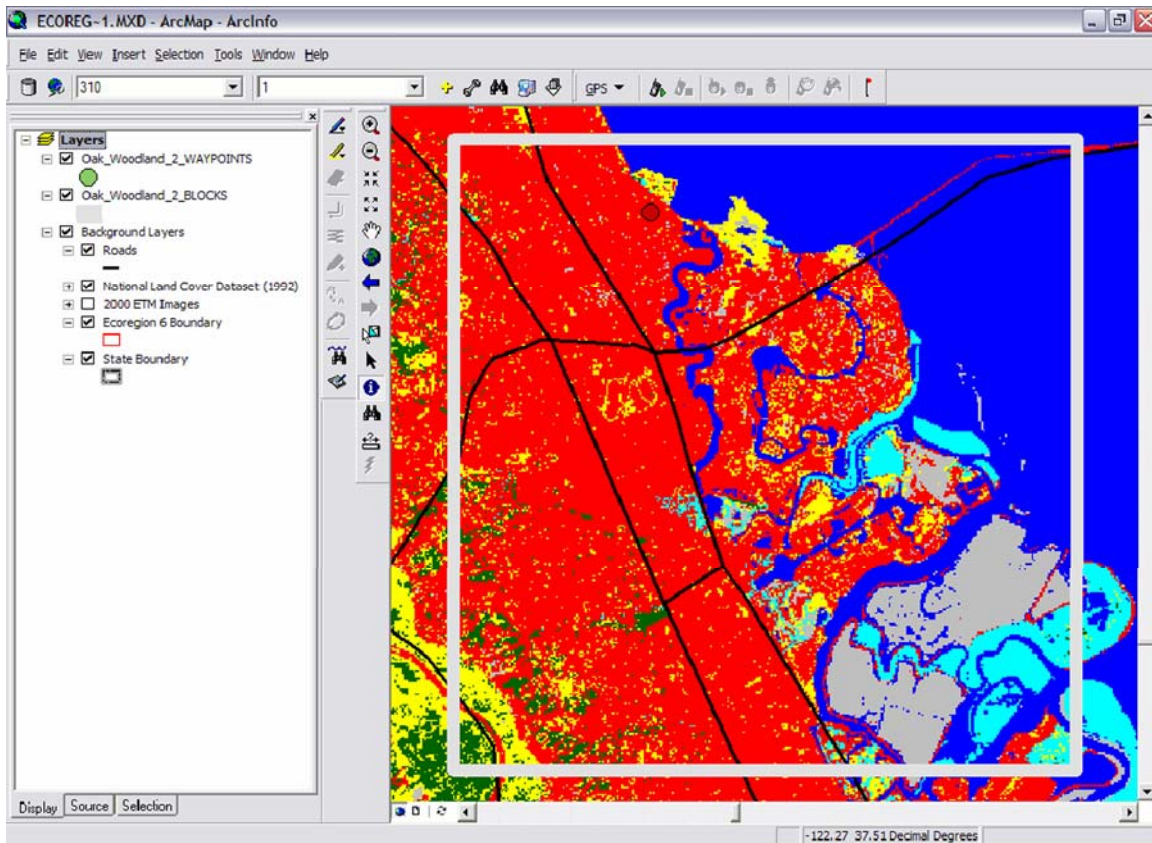 ECOREG~1.MXD - ArcMap - ArcInfo
File Edit View Insert Selection Tools Window Help
310 1 GPS
Layers
Oak_Woodland_2_WAYPOINTS
Oak_Woodland_2_BLOCKS
Background Layers
Roads
National Land Cover Dataset (1992)
2000 ETM Images
Ecoregion 6 Boundary
State Boundary
Display Source Selection
-122.27 37.51 Decimal Degrees